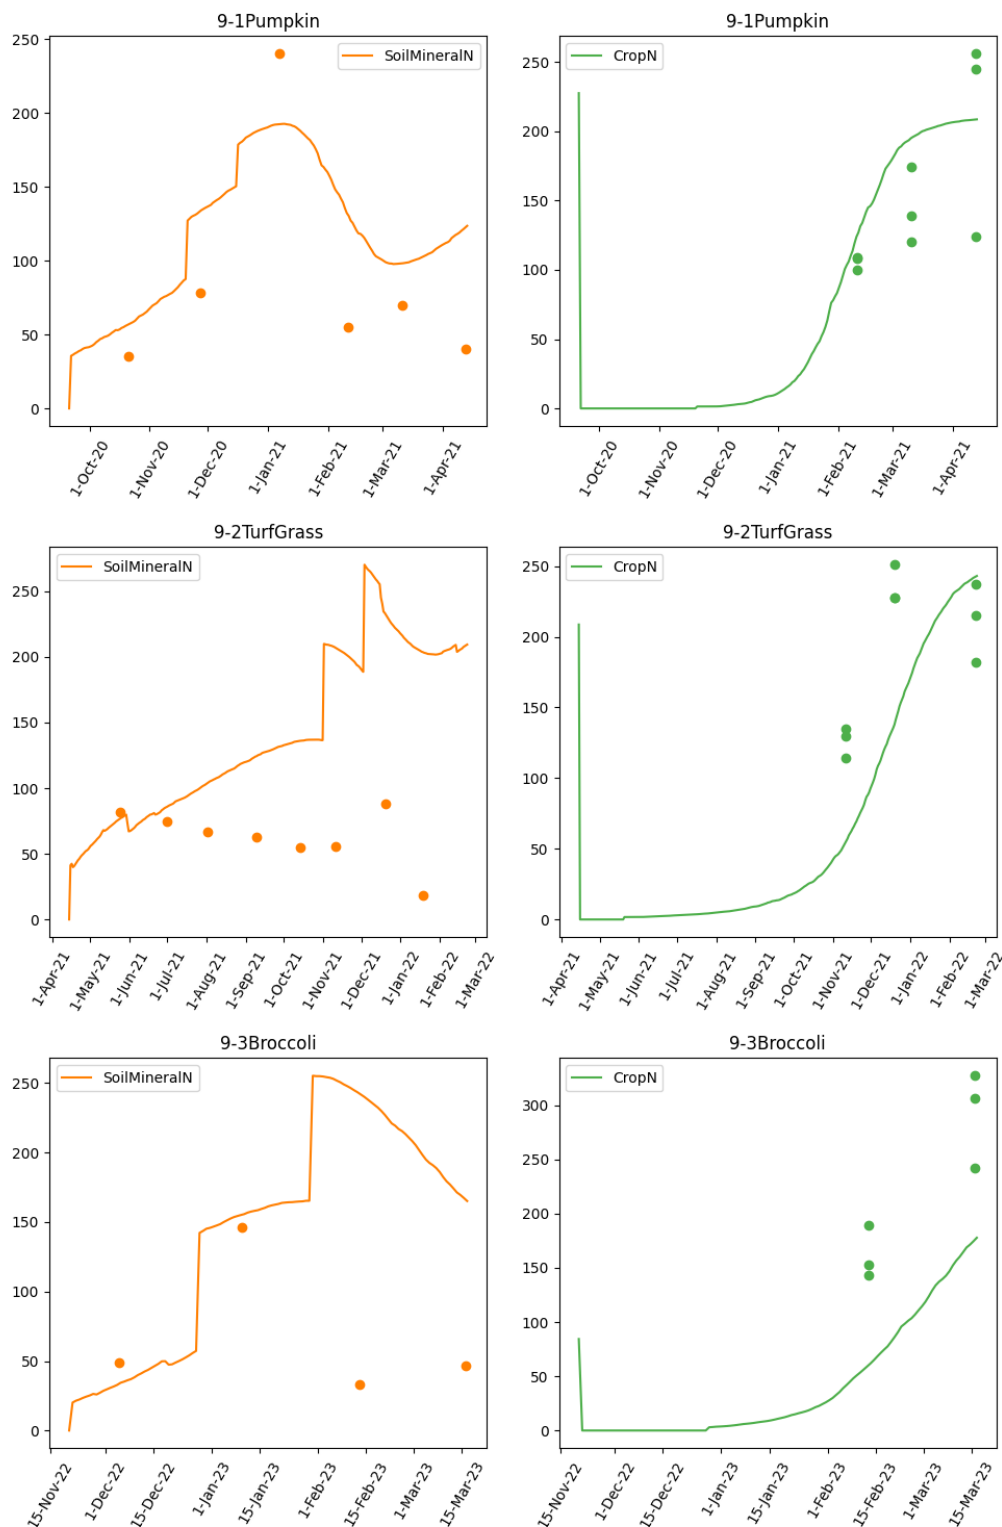 9-1Pumpkin
SoilMineralN
250
200
150
100
50
0
1-Oct-20
1-Nov-20
1-Dec-20
1-Jan-21
1-Feb-21
1-Mar-21
1-Apr-21
9-1Pumpkin
CropN
250
200
150
100
50
0
1-Oct-20
1-Nov-20
1-Dec-20
1-Jan-21
1-Feb-21
1-Mar-21
1-Apr-21
9-2TurfGrass
SoilMineralN
250
200
150
100
50
0
1-Apr-21
1-May-21
1-Jun-21
1-Jul-21
1-Aug-21
1-Sep-21
1-Oct-21
1-Nov-21
1-Dec-21
1-Jan-22
1-Feb-22
1-Mar-22
9-2TurfGrass
CropN
250
200
150
100
50
0
1-Apr-21
1-May-21
1-Jun-21
1-Jul-21
1-Aug-21
1-Sep-21
1-Oct-21
1-Nov-21
1-Dec-21
1-Jan-22
1-Feb-22
1-Mar-22
9-3Broccoli
SoilMineralN
250
200
150
100
50
0
15-Nov-22
1-Dec-22
15-Dec-22
1-Jan-23
15-Jan-23
1-Feb-23
15-Feb-23
1-Mar-23
15-Mar-23
9-3Broccoli
CropN
300
250
200
150
100
50
0
15-Nov-22
1-Dec-22
15-Dec-22
1-Jan-23
15-Jan-23
1-Feb-23
15-Feb-23
1-Mar-23
15-Mar-23